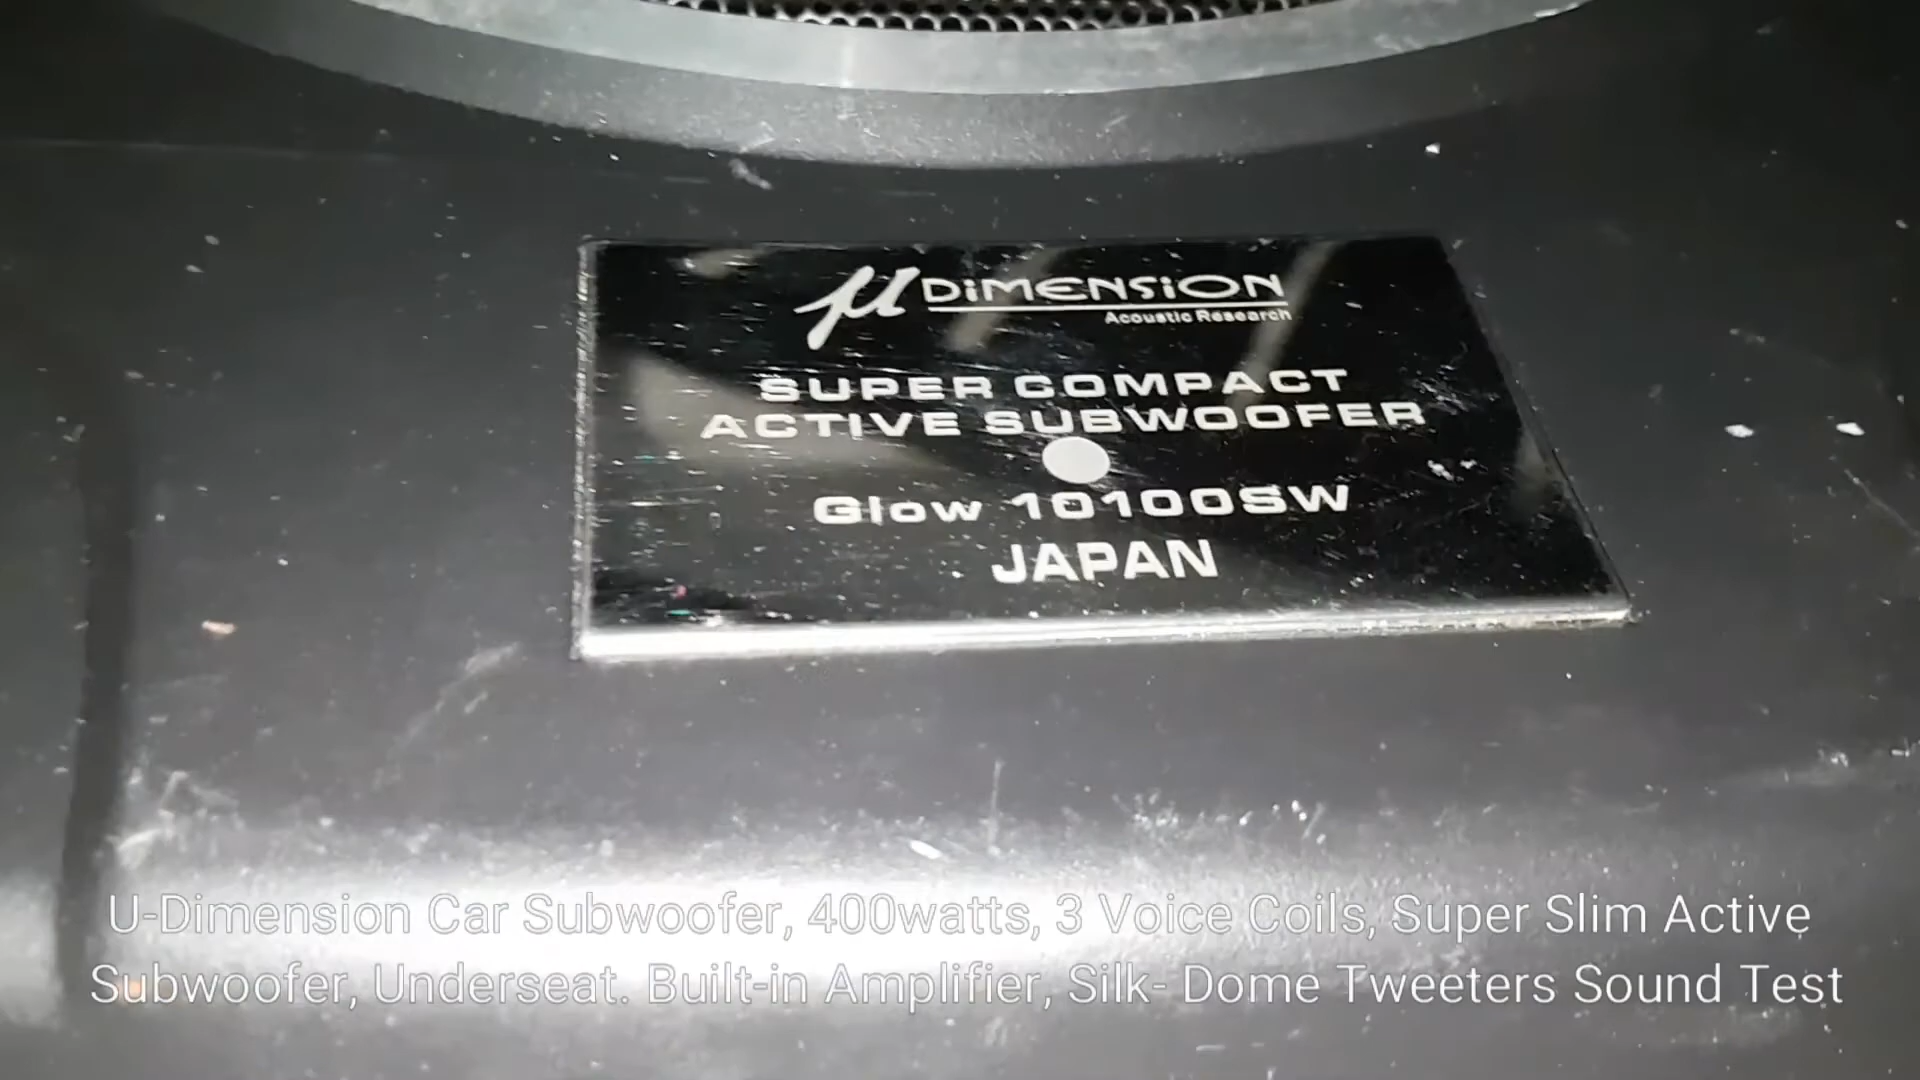 µ DiMENSiON
Acoustic Research
SUPER COMPACT
ACTIVE SUBWOOFER
Glow 10100SW
JAPAN
U-Dimension Car Subwoofer, 400watts, 3 Voice Coils, Super Slim Active
Subwoofer, Underseat. Built-in Amplifier, Silk- Dome Tweeters Sound Test